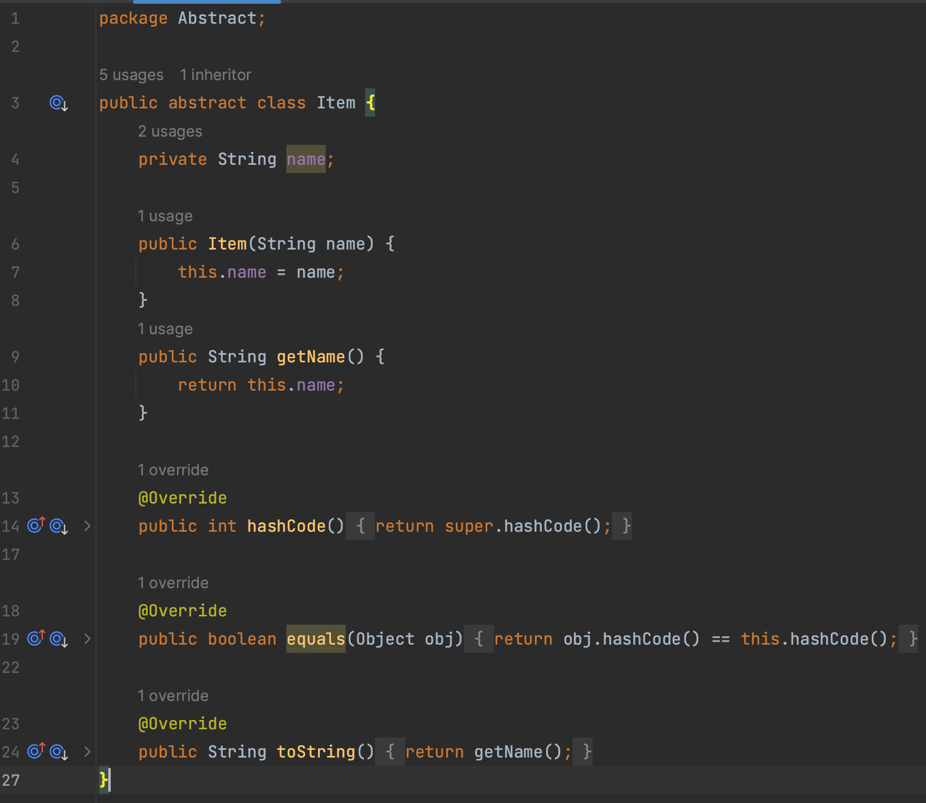 1 package Abstract;
2
5 usages 1 inheritor
3 public abstract class Item {
2 usages
4 private String name;
5
1 usage
6 public Item(String name) {
7 this.name = name;
8 }
1 usage
9 public String getName() {
10 return this.name;
11 }
12
1 override
13 @Override
14 public int hashCode() { return super.hashCode(); }
17
1 override
18 @Override
19 public boolean equals(Object obj) { return obj.hashCode() == this.hashCode(); }
22
1 override
23 @Override
24 public String toString() { return getName(); }
27 }